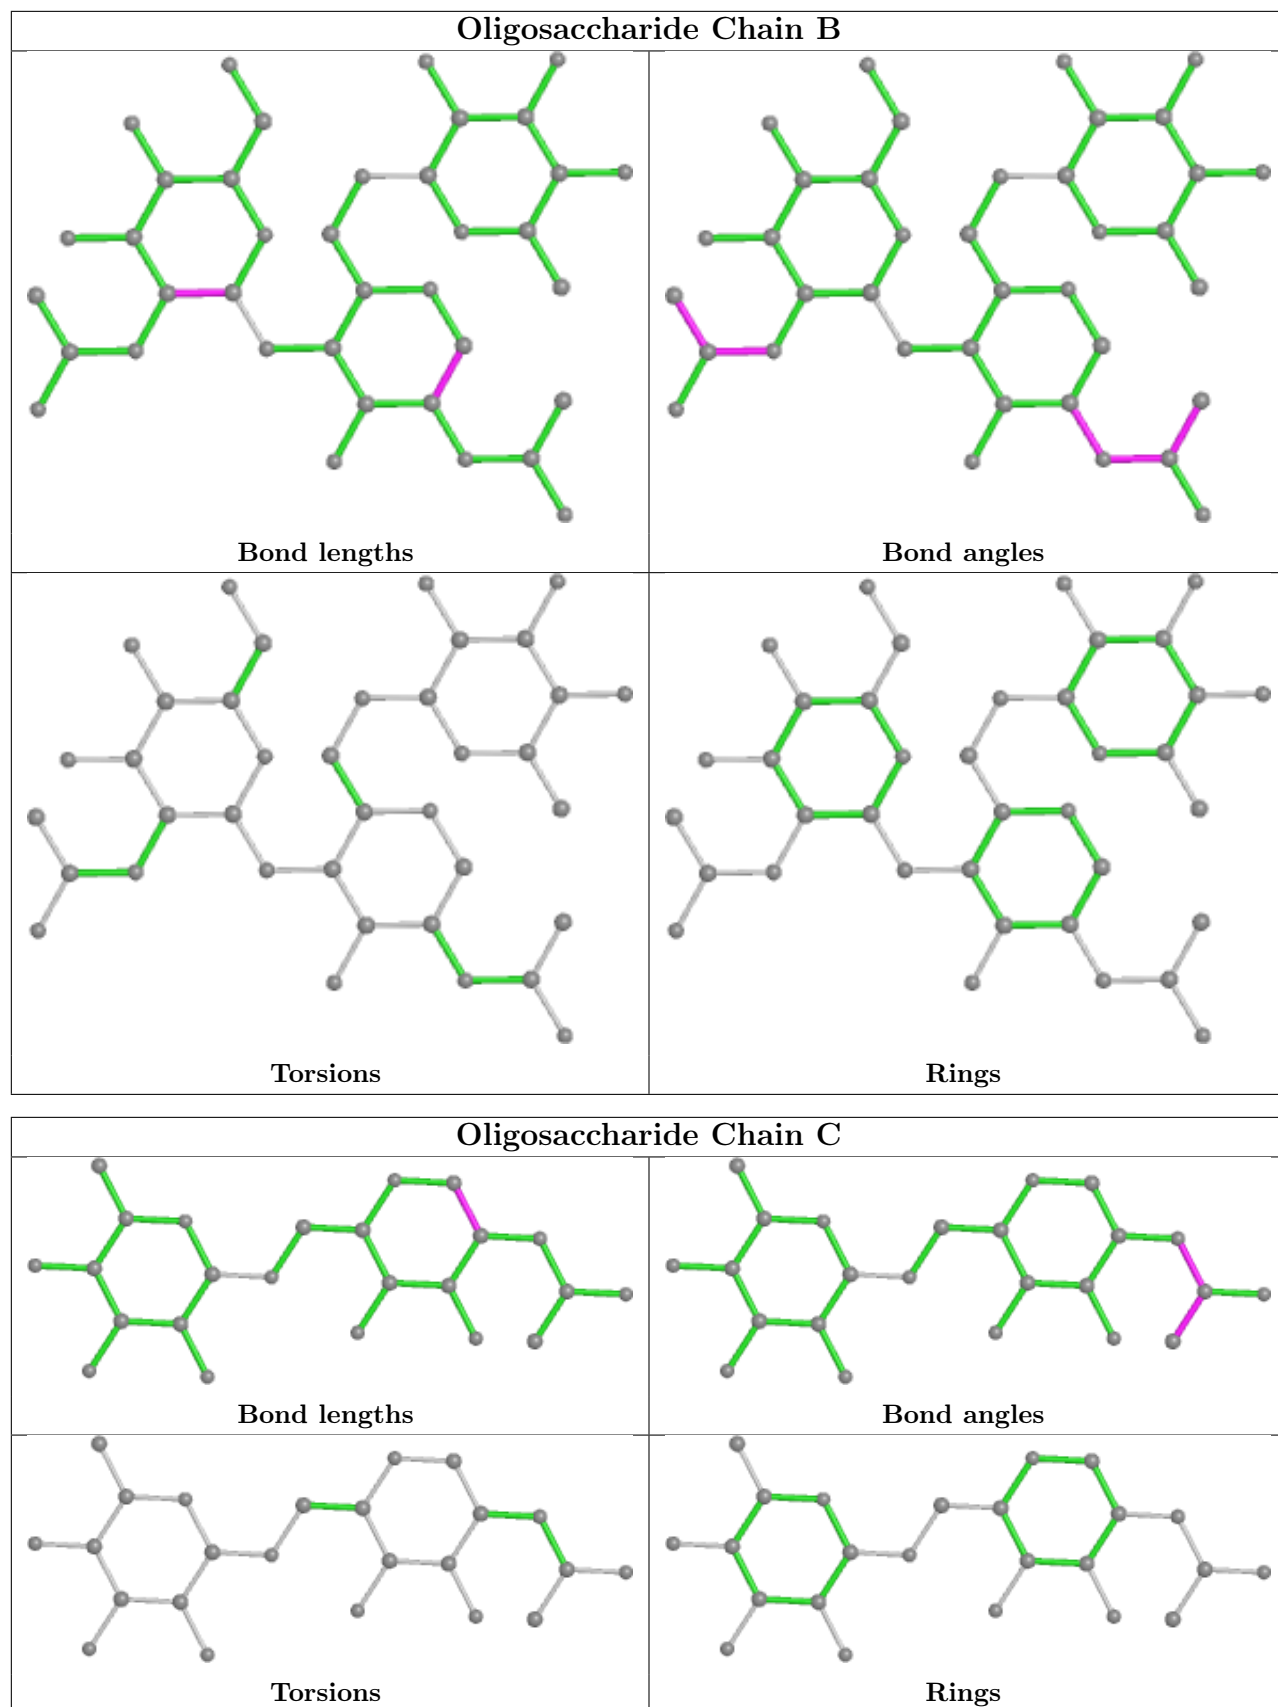 Oligosaccharide Chain B
Bond lengths
Bond angles
Torsions
Rings
Oligosaccharide Chain C
Bond lengths
Bond angles
Torsions
Rings